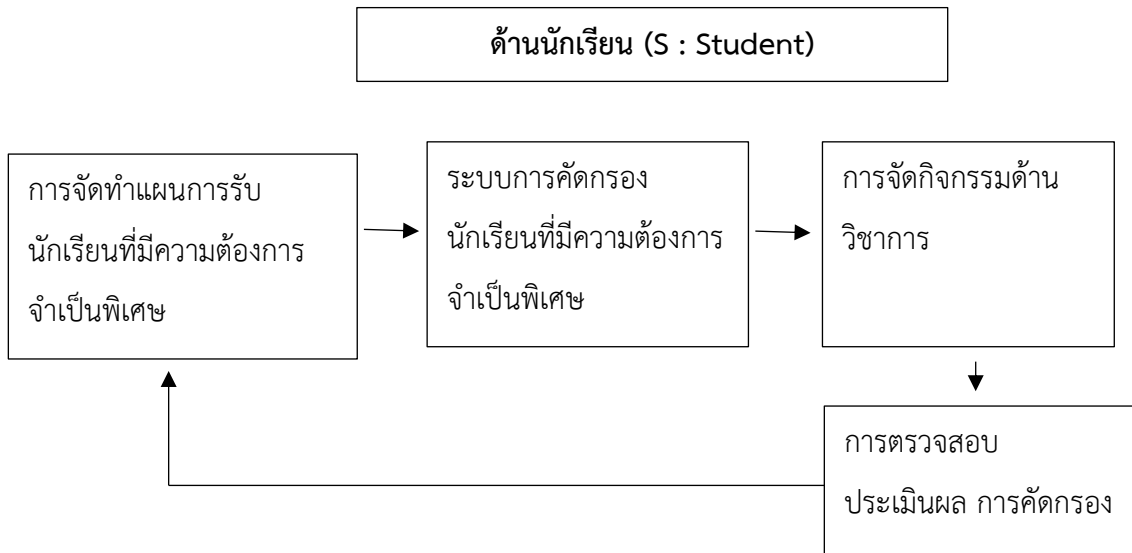 ด้านนักเรียน (S : Student)
การจัดทำแผนการรับ
นักเรียนที่มีความต้องการ
จำเป็นพิเศษ
ระบบการคัดกรอง
นักเรียนที่มีความต้องการ
จำเป็นพิเศษ
การจัดกิจกรรมด้าน
วิชาการ
การตรวจสอบ
ประเมินผล การคัดกรอง